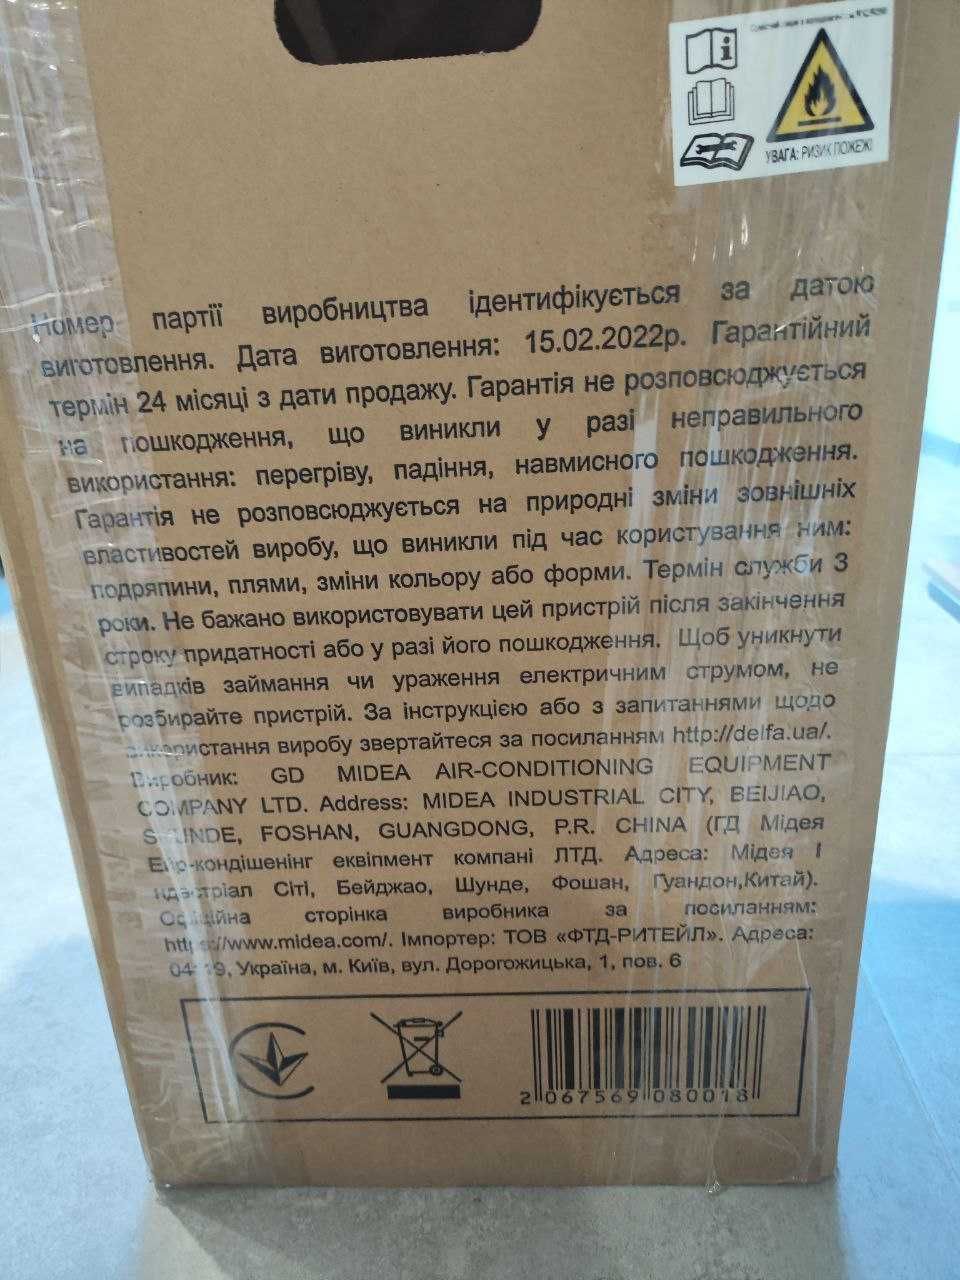 УВАГА: РИЗИК ПОЖЕЖІ
Номер партії виробництва ідентифікується за датою
виготовлення. Дата виготовлення: 15.02.2022р. Гарантійний
термін 24 місяці з дати продажу. Гарантія не розповсюджується
на пошкодження, що виникли у разі неправильного
використання: перегріву, падіння, навмисного пошкодження.
Гарантія не розповсюджується на природні зміни зовнішніх
властивостей виробу, що виникли під час користування ним:
подряпини, плями, зміни кольору або форми. Термін служби 3
роки. Не бажано використовувати цей пристрій після закінчення
строку придатності або у разі його пошкодження. Щоб уникнути
випадків займання чи ураження електричним струмом, не
розбирайте пристрій. За інструкцією або з запитаннями щодо
використання виробу звертайтеся за посиланням http://delfa.ua/.
Виробник: GD MIDEA AIR-CONDITIONING EQUIPMENT
COMPANY LTD. Address: MIDEA INDUSTRIAL CITY, BEIJIAO,
SHUNDE, FOSHAN, GUANGDONG, P.R. CHINA (ГД Мідея
Еир-кондішенінг еквіпмент компані ЛТД. Адреса: Мідея І
ндастріал Сіті, Бейджао, Шунде, Фошан, Гуандон,Китай).
Офіційна сторінка виробника за посиланням:
https://www.midea.com/. Імпортер: ТОВ «ФТД-РИТЕЙЛ». Адреса:
Україна, м. Київ, вул. Дорогожицька, 1, пов. 6
2 067569 080018